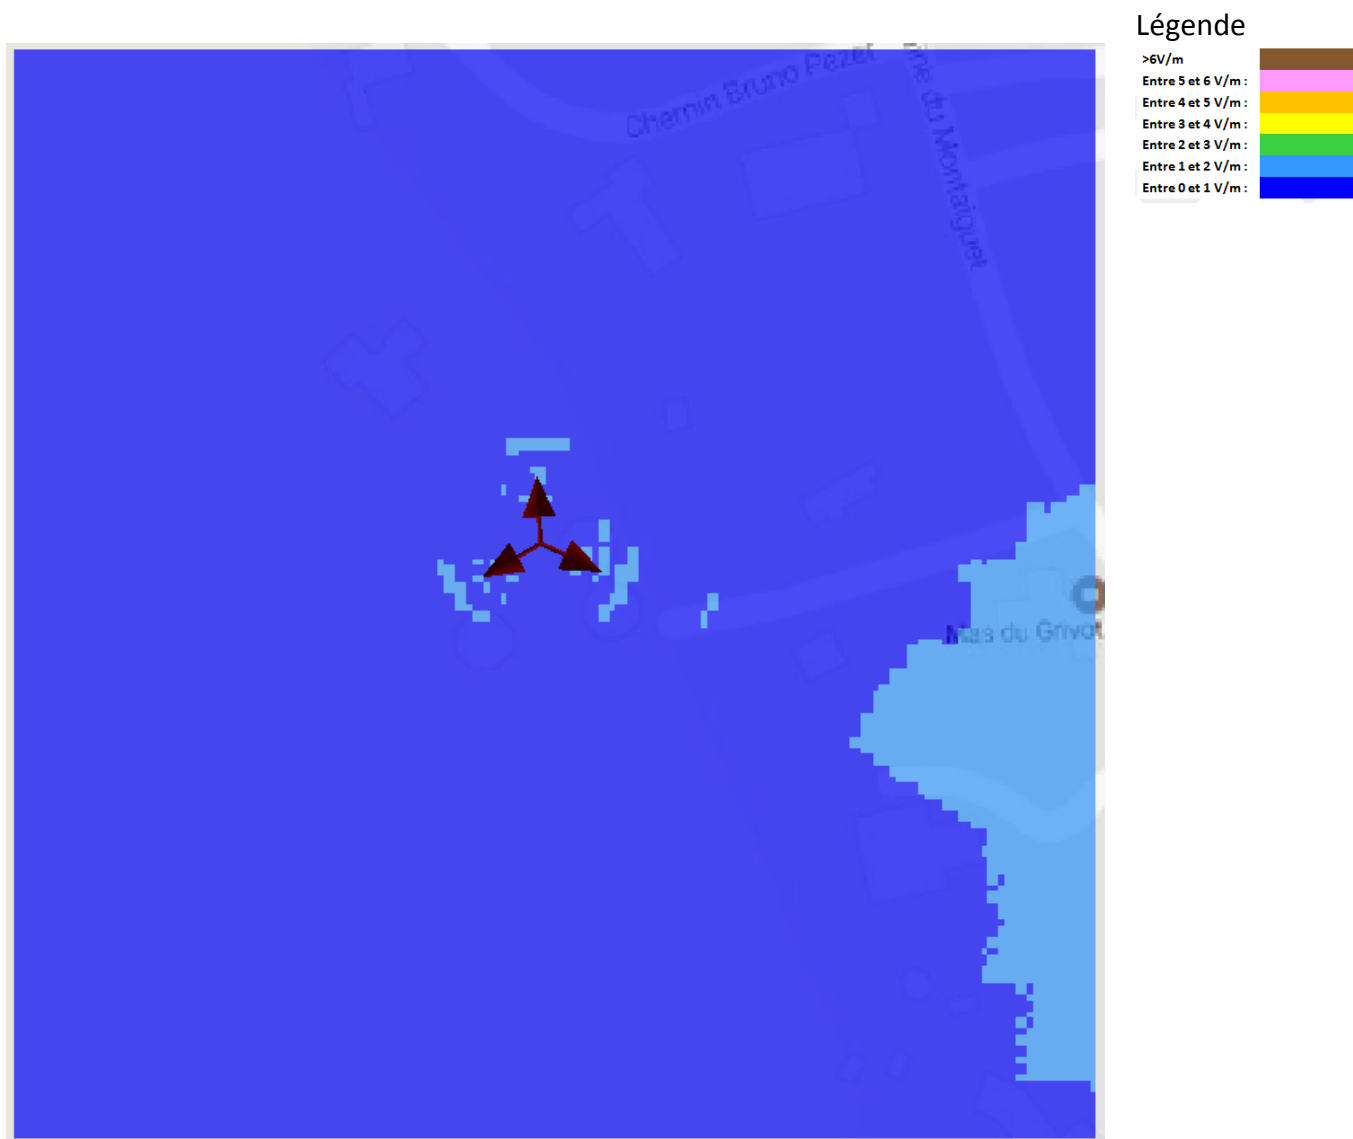 Légende
>6V/m
Entre 5 et 6 V/m :
Entre 4 et 5 V/m :
Entre 3 et 4 V/m :
Entre 2 et 3 V/m :
Entre 1 et 2 V/m :
Entre 0 et 1 V/m :
Chemin Bruno Pezet
du Montaiguet
Mas du Grivot